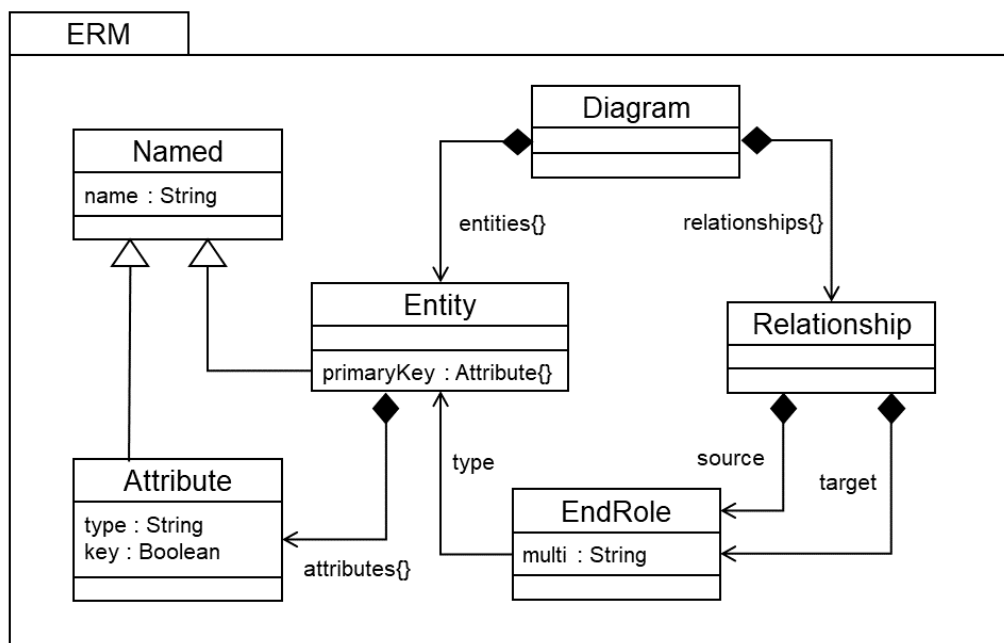 ERM
Diagram
Named
name : String
entities{}
relationships{}
Entity
primaryKey : Attribute{}
Relationship
type
source
target
Attribute
type : String
key : Boolean
attributes{}
EndRole
multi : String